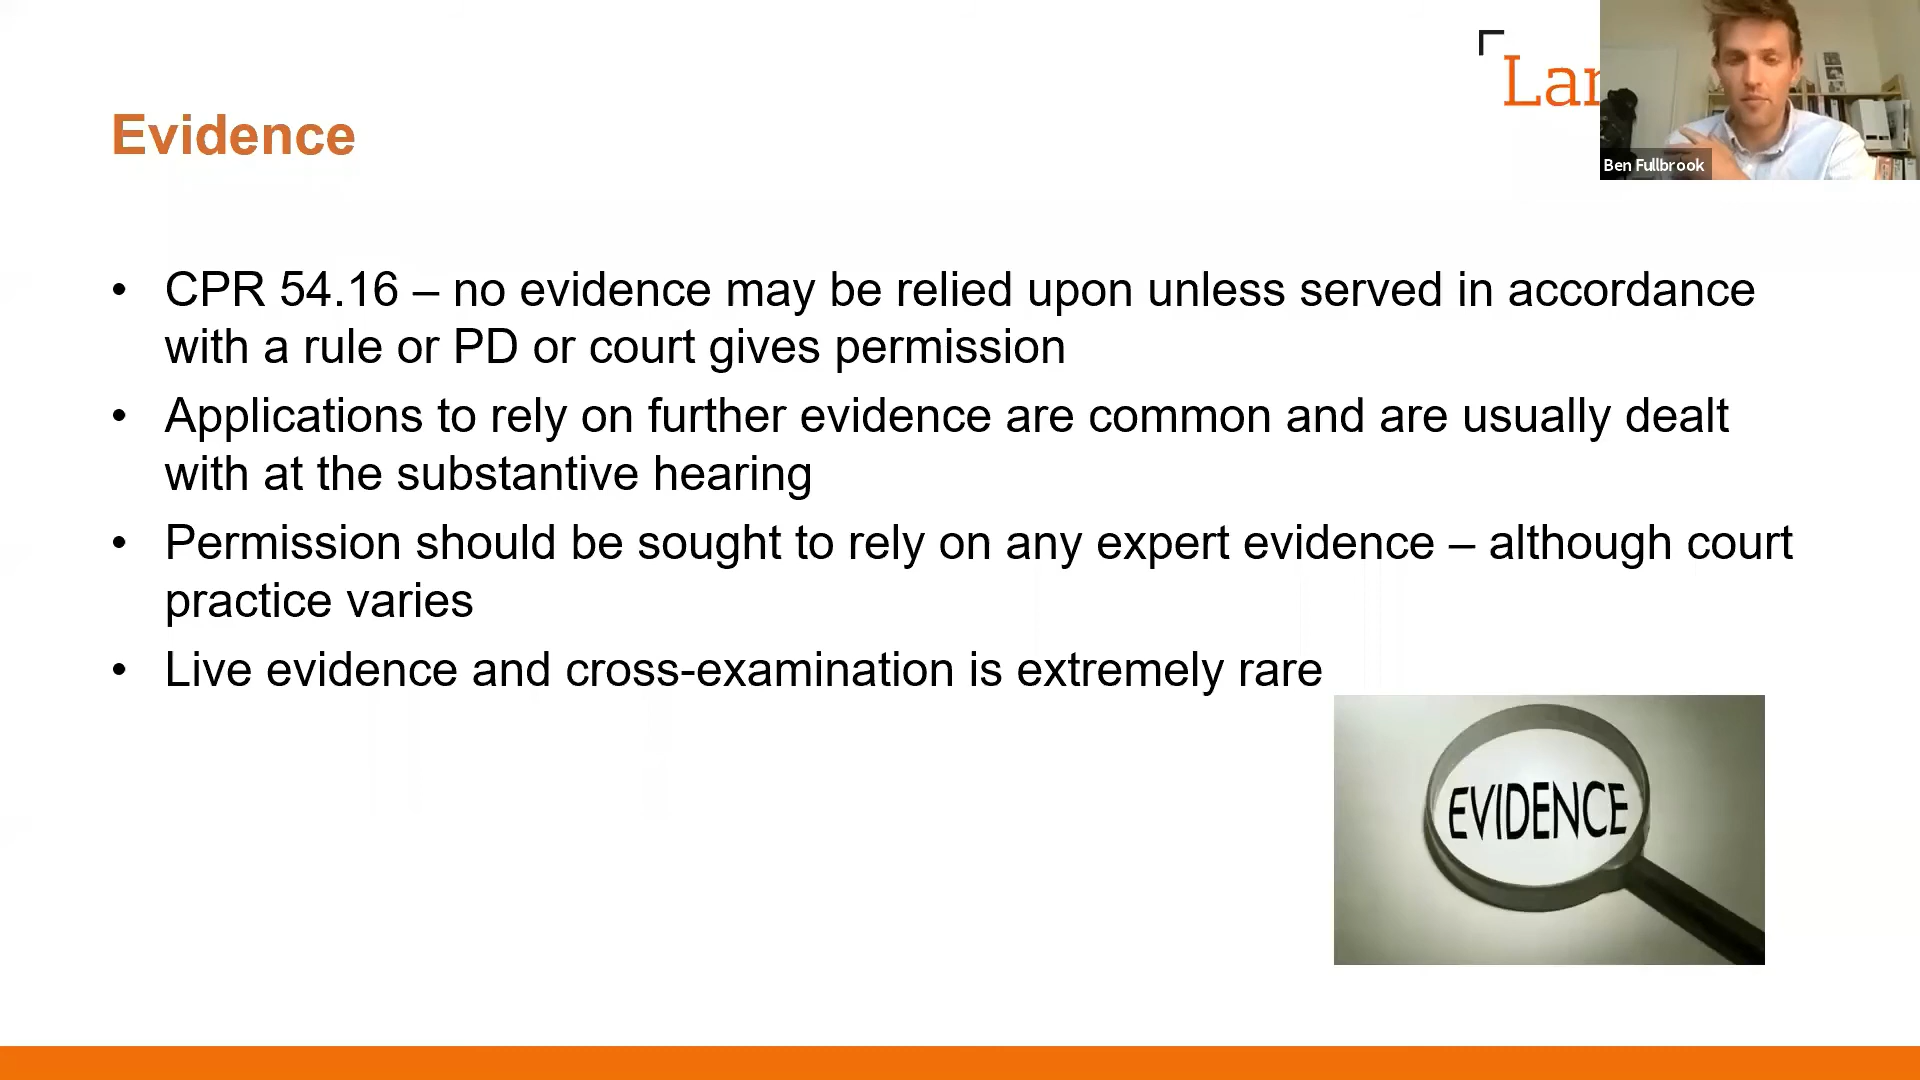 Lar
Ben Fullbrook
Evidence
• CPR 54.16 – no evidence may be relied upon unless served in accordance
with a rule or PD or court gives permission
• Applications to rely on further evidence are common and are usually dealt
with at the substantive hearing
• Permission should be sought to rely on any expert evidence – although court
practice varies
• Live evidence and cross-examination is extremely rare
EVIDENCE